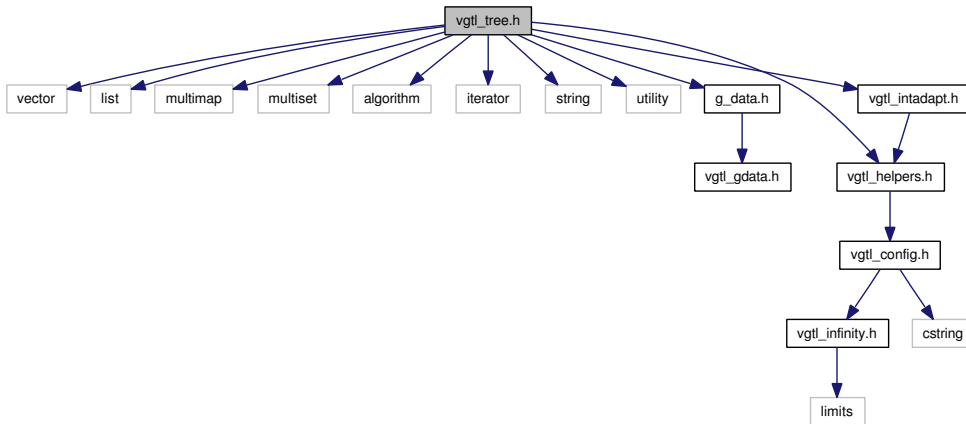 vgtl_tree.h
vector
list
multimap
multiset
algorithm
iterator
string
utility
g_data.h
vgtl_intadapt.h
vgtl_gdata.h
vgtl_helpers.h
vgtl_config.h
vgtl_infinity.h
cstring
limits